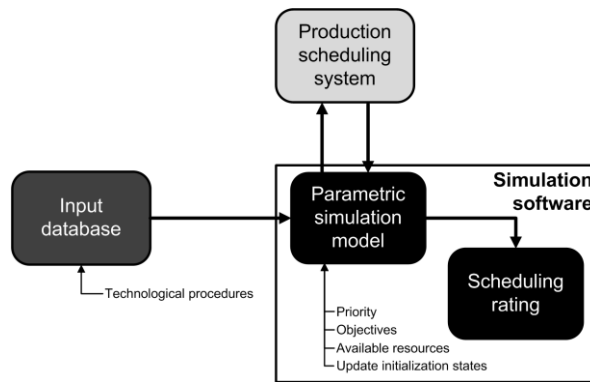 Production
scheduling
system
Simulation
software
Input
database
Parametric
simulation
model
Scheduling
rating
Technological procedures
Priority
Objectives
Available resources
Update initialization states